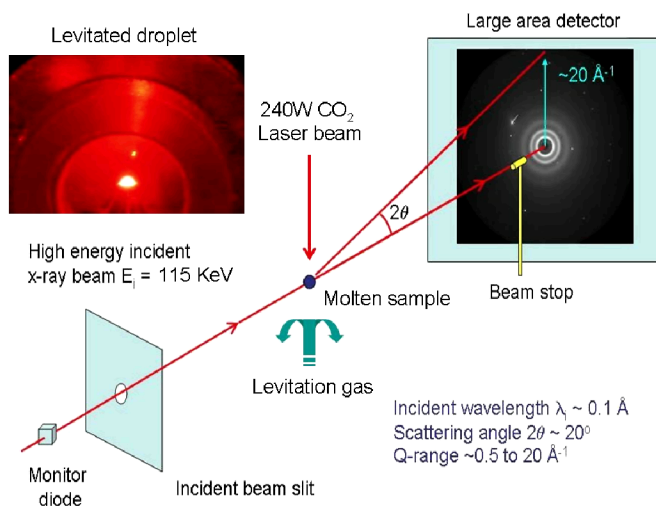 Levitated droplet
Large area detector
~20 Å⁻¹
240W CO₂
Laser beam
2θ
High energy incident
x-ray beam Eᵢ = 115 KeV
Molten sample
Beam stop
Levitation gas
Monitor
diode
Incident beam slit
Incident wavelength λᵢ ~ 0.1 Å
Scattering angle 2θ ~ 20º
Q-range ~0.5 to 20 Å⁻¹